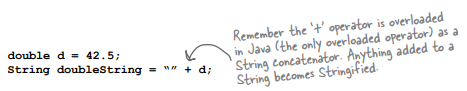 Remember the ‘+’ operator is overloaded
in Java (the only overloaded operator) as a
String concatenator. Anything added to a
String becomes Stringified.
double d = 42.5;
String doubleString = “” + d;